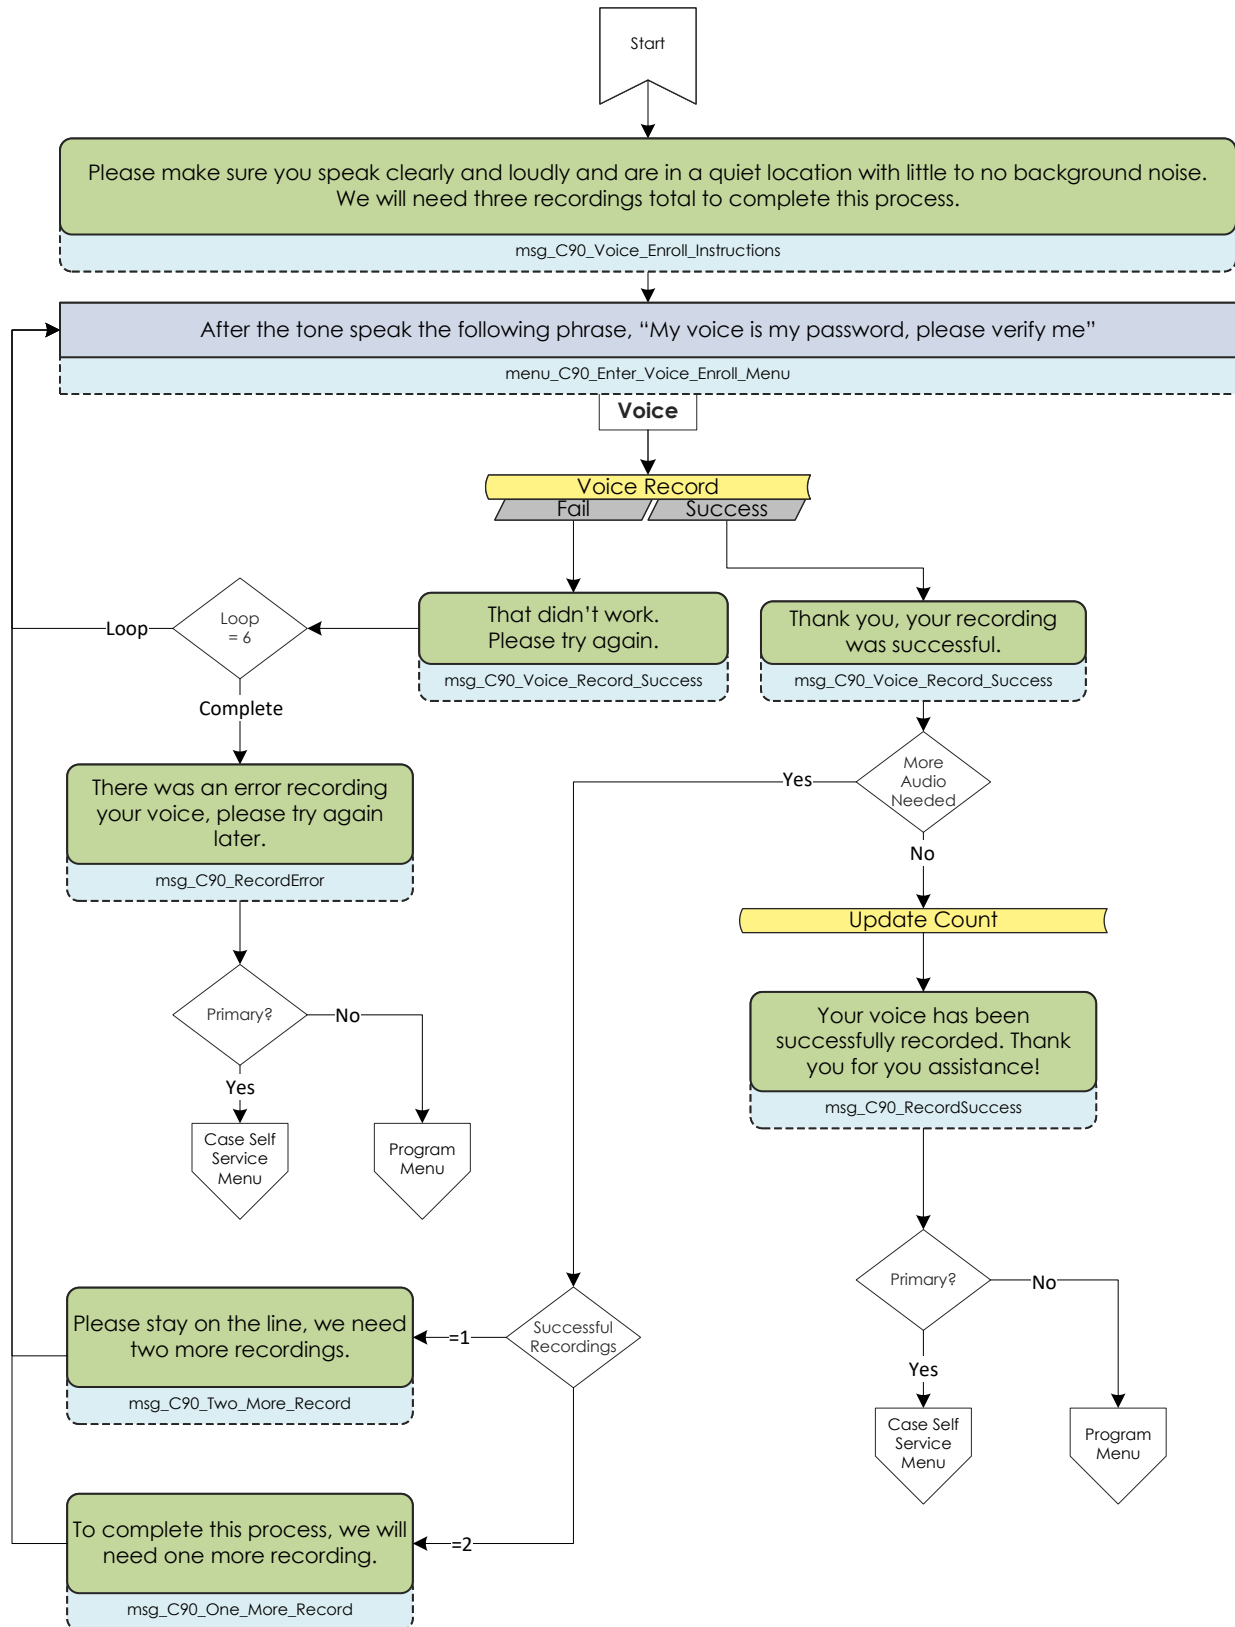 Start
Please make sure you speak clearly and loudly and are in a quiet location with little to no background noise.
We will need three recordings total to complete this process.
msg_C90_Voice_Enroll_Instructions
After the tone speak the following phrase, “My voice is my password, please verify me”
menu_C90_Enter_Voice_Enroll_Menu
Voice
Voice Record
Fail
Success
Loop
Loop
= 6
That didn’t work.
Please try again.
msg_C90_Voice_Record_Success
Thank you, your recording
was successful.
msg_C90_Voice_Record_Success
Complete
There was an error recording
your voice, please try again
later.
msg_C90_RecordError
Yes
More
Audio
Needed
No
Update Count
Primary?
No
Yes
Case Self
Service
Menu
Program
Menu
Your voice has been
successfully recorded. Thank
you for you assistance!
msg_C90_RecordSuccess
Primary?
No
Yes
Case Self
Service
Menu
Program
Menu
Successful
Recordings
=1
Please stay on the line, we need
two more recordings.
msg_C90_Two_More_Record
=2
To complete this process, we will
need one more recording.
msg_C90_One_More_Record